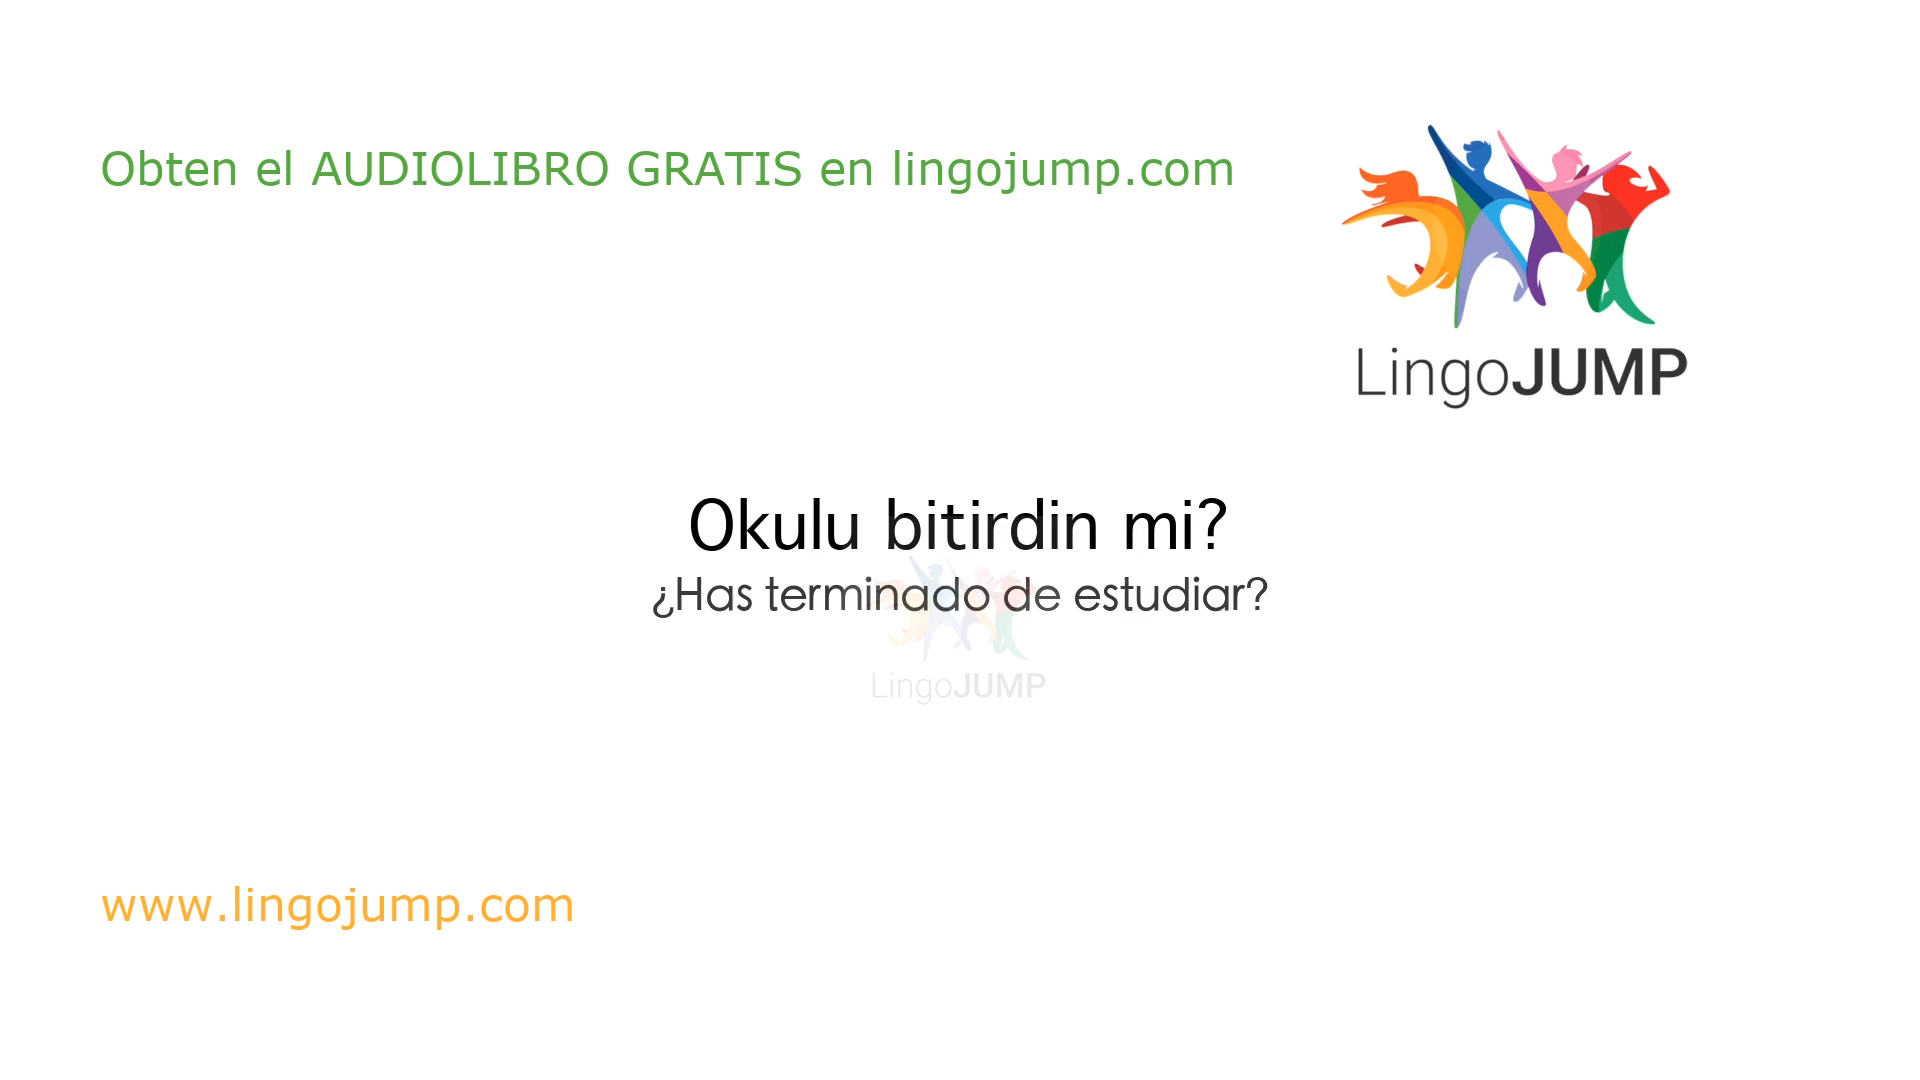 Obten el AUDIOLIBRO GRATIS en lingojump.com
LingoJUMP
Okulu bitirdin mi?
¿Has terminado de estudiar?
LingoJUMP
www.lingojump.com